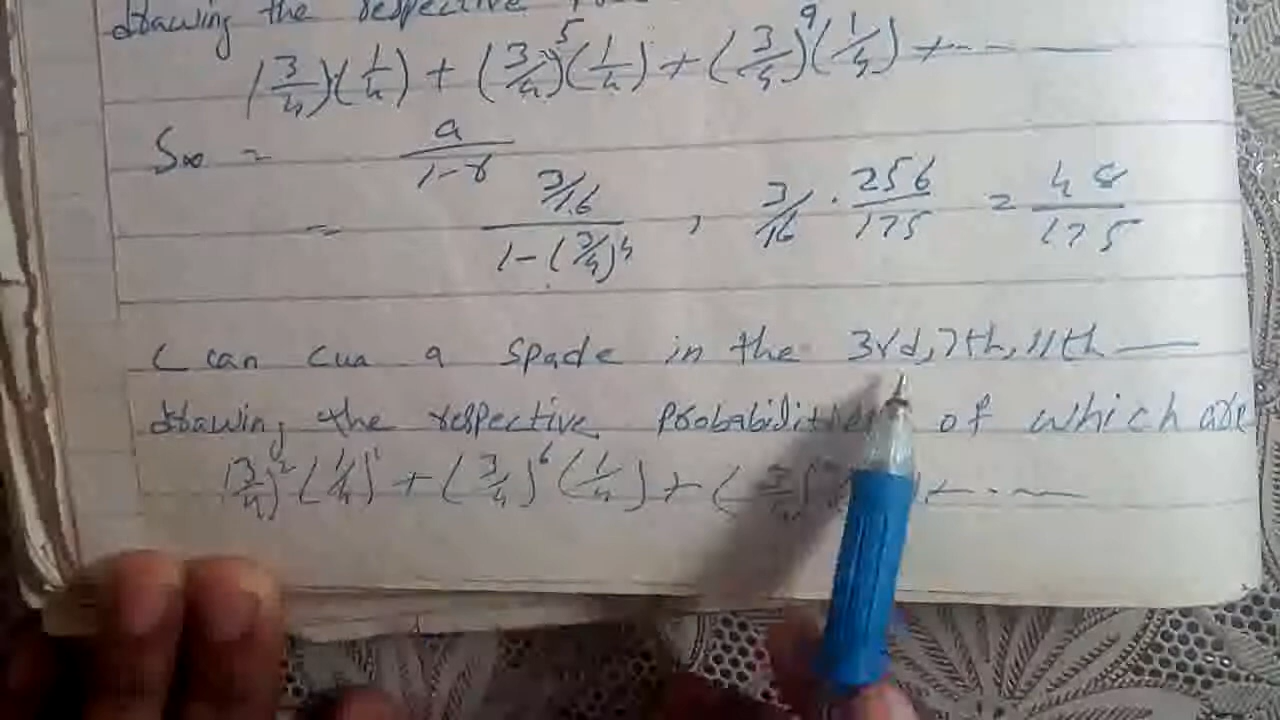 drawing the respective
(3/4)(1/4) + (3/4)^5(1/4) + (3/4)^9(1/4) + -----
S∞ = a/(1-r)
= (3/16)/(1-(3/4)^4) , 3/16 · 256/175 = 48/175
C can cua a spade in the 3rd, 7th, 11th —
drawing the respective Probabilities of which are
(3/4)^2 (1/4)^1 + (3/4)^6 (1/4) + ( + - - —